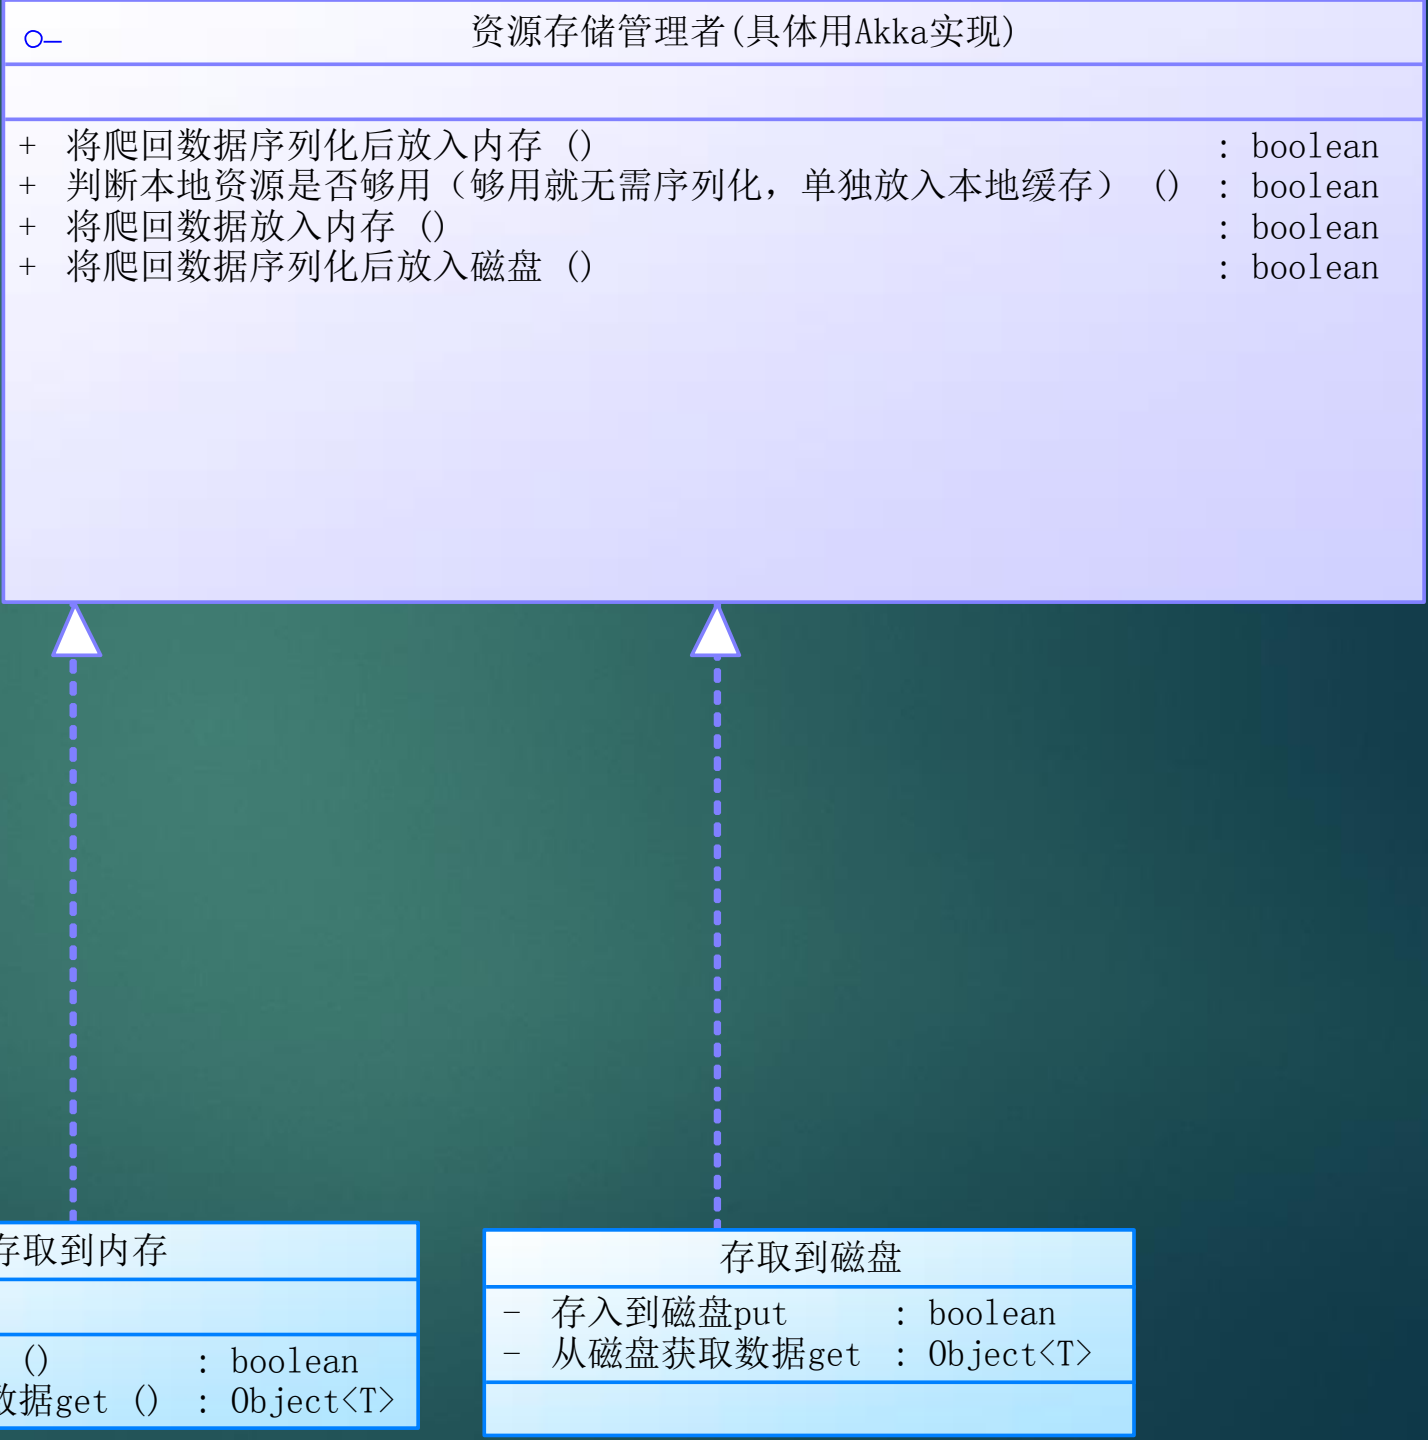 资源存储管理者(具体用Akka实现)
+ 将爬回数据序列化后放入内存 () : boolean
+ 判断本地资源是否够用（够用就无需序列化，单独放入本地缓存） () : boolean
+ 将爬回数据放入内存 () : boolean
+ 将爬回数据序列化后放入磁盘 () : boolean
存取到内存
() : boolean
数据get () : Object<T>
存取到磁盘
- 存入到磁盘put : boolean
- 从磁盘获取数据get : Object<T>